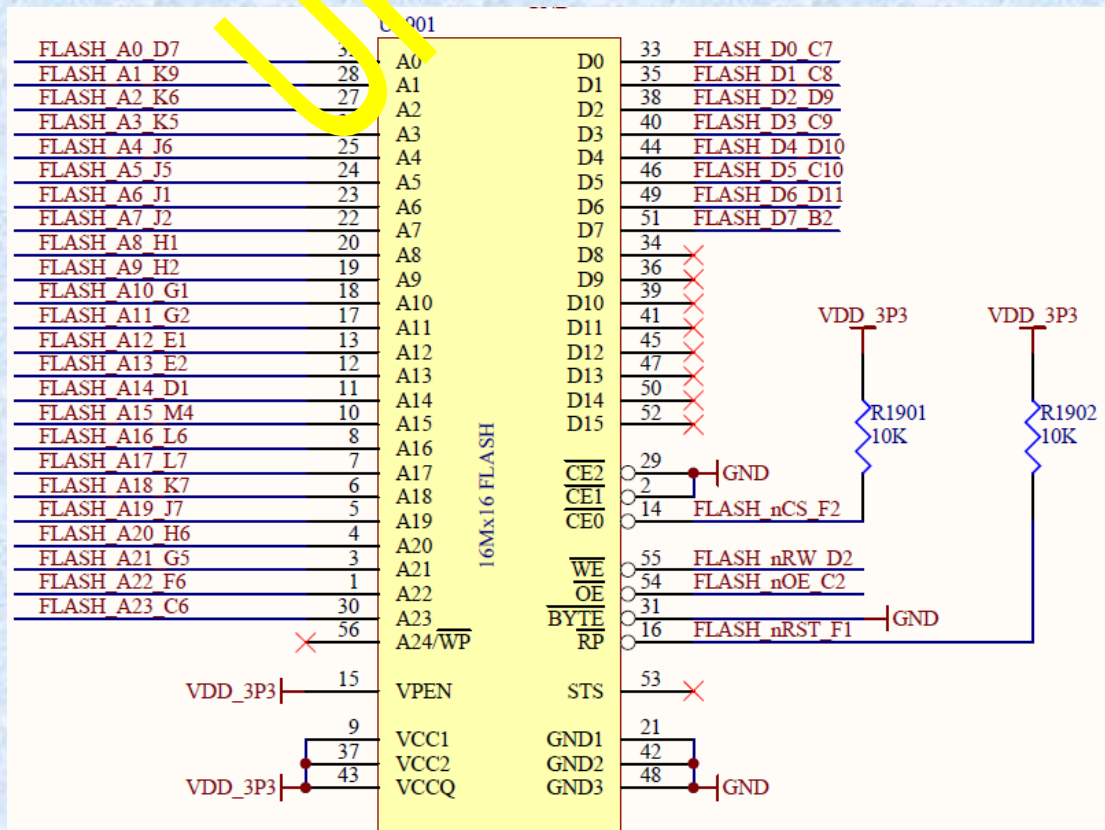 FLASH_A0_D7 A0 D0 33 FLASH_D0_C7
FLASH_A1_K9 28 A1 D1 35 FLASH_D1_C8
FLASH_A2_K6 27 A2 D2 38 FLASH_D2_D9
FLASH_A3_K5 A3 D3 40 FLASH_D3_C9
FLASH_A4_J6 25 A4 D4 44 FLASH_D4_D10
FLASH_A5_J5 24 A5 D5 46 FLASH_D5_C10
FLASH_A6_J1 23 A6 D6 49 FLASH_D6_D11
FLASH_A7_J2 22 A7 D7 51 FLASH_D7_B2
FLASH_A8_H1 20 A8 D8 34
FLASH_A9_H2 19 A9 D9 36
FLASH_A10_G1 18 A10 D10 39
FLASH_A11_G2 17 A11 D11 41 VDD_3P3 VDD_3P3
FLASH_A12_E1 13 A12 D12 45
FLASH_A13_E2 12 A13 D13 47
FLASH_A14_D1 11 A14 D14 50
FLASH_A15_M4 10 A15 D15 52 R1901 R1902
10K 10K
FLASH_A16_L6 8 A16
FLASH_A17_L7 7 A17 CE2 29 GND
FLASH_A18_K7 6 A18 CE1 2
FLASH_A19_J7 5 A19 CE0 14 FLASH_nCS_F2
16Mx16 FLASH
FLASH_A20_H6 4 A20
FLASH_A21_G5 3 A21 WE 55 FLASH_nRW_D2
FLASH_A22_F6 1 A22 OE 54 FLASH_nOE_C2
FLASH_A23_C6 30 A23 BYTE 31 GND
56 A24/WP RP 16 FLASH_nRST_F1
VDD_3P3 15 VPEN STS 53
9 VCC1 GND1 21
37 VCC2 GND2 42
VDD_3P3 43 VCCQ GND3 48 GND